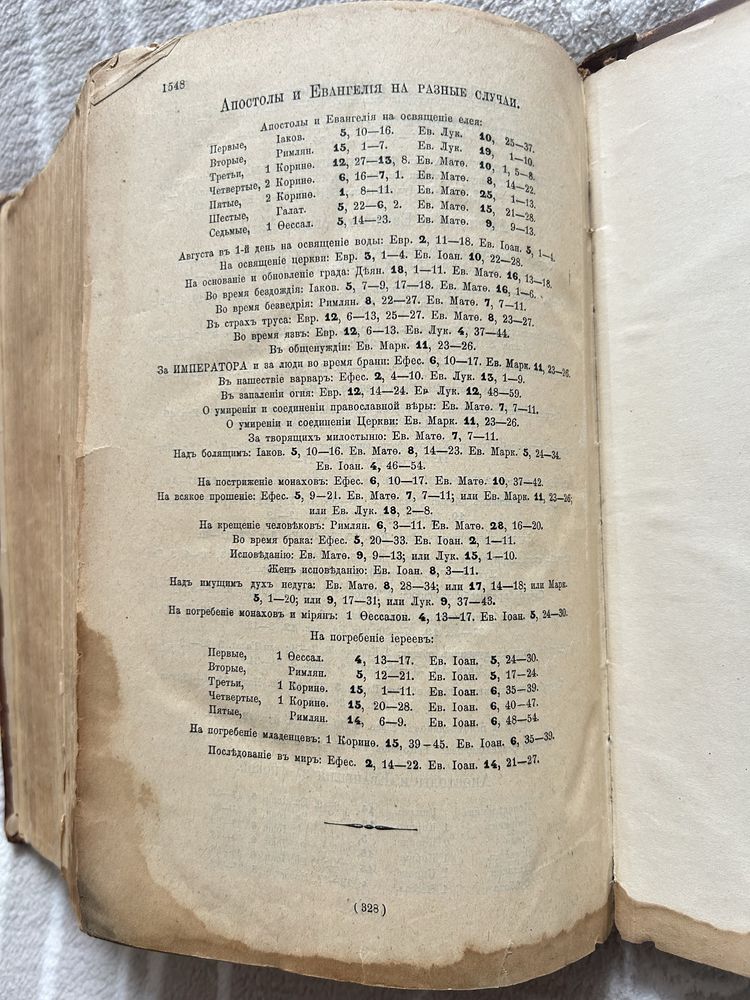 1548
Апостолы и Евангелія на разные случаи.
Апостолы и Евангелія на освященіе елея:
Первые, Іаков. 5, 10—16. Ев. Лук. 10, 25—37.
Вторые, Римлян. 15, 1—7. Ев. Лук. 19, 1—10.
Третьи, 1 Коринѳ. 12, 27—13, 8. Ев. Матѳ. 10, 1, 5—8.
Четвертые, 2 Коринѳ. 6, 16—7, 1. Ев. Матѳ. 8, 14—22.
Пятые, 2 Коринѳ. 1, 8—11. Ев. Матѳ. 25, 1—13.
Шестые, Галат. 5, 22—6, 2. Ев. Матѳ. 15, 21—28.
Седьмые, 1 Ѳессал. 5, 14—23. Ев. Матѳ. 9, 9—13.
Августа въ 1-й день на освященіе воды: Евр. 2, 11—18. Ев. Іоан. 5, 1—4.
На освященіе церкви: Евр. 3, 1—4. Ев. Іоан. 10, 22—28.
На основаніе и обновленіе града: Дѣян. 18, 1—11. Ев. Матѳ. 16, 13—18.
Во время бездождія: Іаков. 5, 7—9, 17—18. Ев. Матѳ. 16, 1—6.
Во время безведрія: Римлян. 8, 22—27. Ев. Матѳ. 7, 7—11.
Въ страхъ труса: Евр. 12, 6—13, 25—27. Ев. Матѳ. 8, 23—27.
Во время язвъ: Евр. 12, 6—13. Ев. Лук. 4, 37—44.
Въ общенуждіи: Ев. Марк. 11, 23—26.
За ИМПЕРАТОРА и за люди во время брани: Ефес. 6, 10—17. Ев. Марк. 11, 23—26.
Въ нашествіе варвар: Ефес. 2, 4—10. Ев. Лук. 13, 1—9.
Въ запаленіи огня: Евр. 12, 14—24. Ев Лук. 12, 48—59.
О умиреніи и соединеніи православной вѣры: Ев. Матѳ. 7, 7—11.
О умиреніи и соединеніи Церкви: Ев. Марк. 11, 23—26.
За творящихъ милостыню: Ев. Матѳ. 7, 7—11.
Надъ болящимъ: Іаков. 5, 10—16. Ев. Матѳ. 8, 14—23. Ев. Марк. 5, 24—34.
Ев. Іоан. 4, 46—54.
На постриженіе монаховъ: Ефес. 6, 10—17. Ев. Матѳ. 10, 37—42.
На всякое прошеніе: Ефес. 5, 9—21. Ев. Матѳ. 7, 7—11; или Ев. Марк. 11, 23—26;
или Ев. Лук. 18, 2—8.
На крещеніе человѣковъ: Римлян. 6, 3—11. Ев. Матѳ. 28, 16—20.
Во время брака: Ефес. 5, 20—33. Ев. Іоан. 2, 1—11.
Исповѣданію: Ев. Матѳ. 9, 9—13; или Лук. 15, 1—10.
Женъ исповѣданію: Ев. Іоан. 8, 3—11.
Надъ имущимъ духъ недуга: Ев. Матѳ. 8, 28—34; или 17, 14—18; или Марк.
5, 1—20; или 9, 17—31; или Лук. 9, 37—43.
На погребеніе монахов и мірян: 1 Ѳессалон. 4, 13—17. Ев. Іоан. 5, 24—30.
На погребеніе іереевъ:
Первые, 1 Ѳессал. 4, 13—17. Ев. Іоан. 5, 24—30.
Вторые, Римлян. 5, 12—21. Ев. Іоан. 5, 17—24.
Третьи, 1 Коринѳ. 15, 1—11. Ев. Іоан. 6, 35—39.
Четвертые, 1 Коринѳ. 15, 20—28. Ев. Іоан. 6, 40—47.
Пятые, Римлян. 14, 6—9. Ев. Іоан. 6, 48—54.
На погребеніе младенцевъ: 1 Коринѳ. 15, 39-45. Ев. Іоан. 6, 35—39.
Послѣдованіе въ мир: Ефес. 2, 14—22. Ев. Іоан. 14, 21—27.
(328)